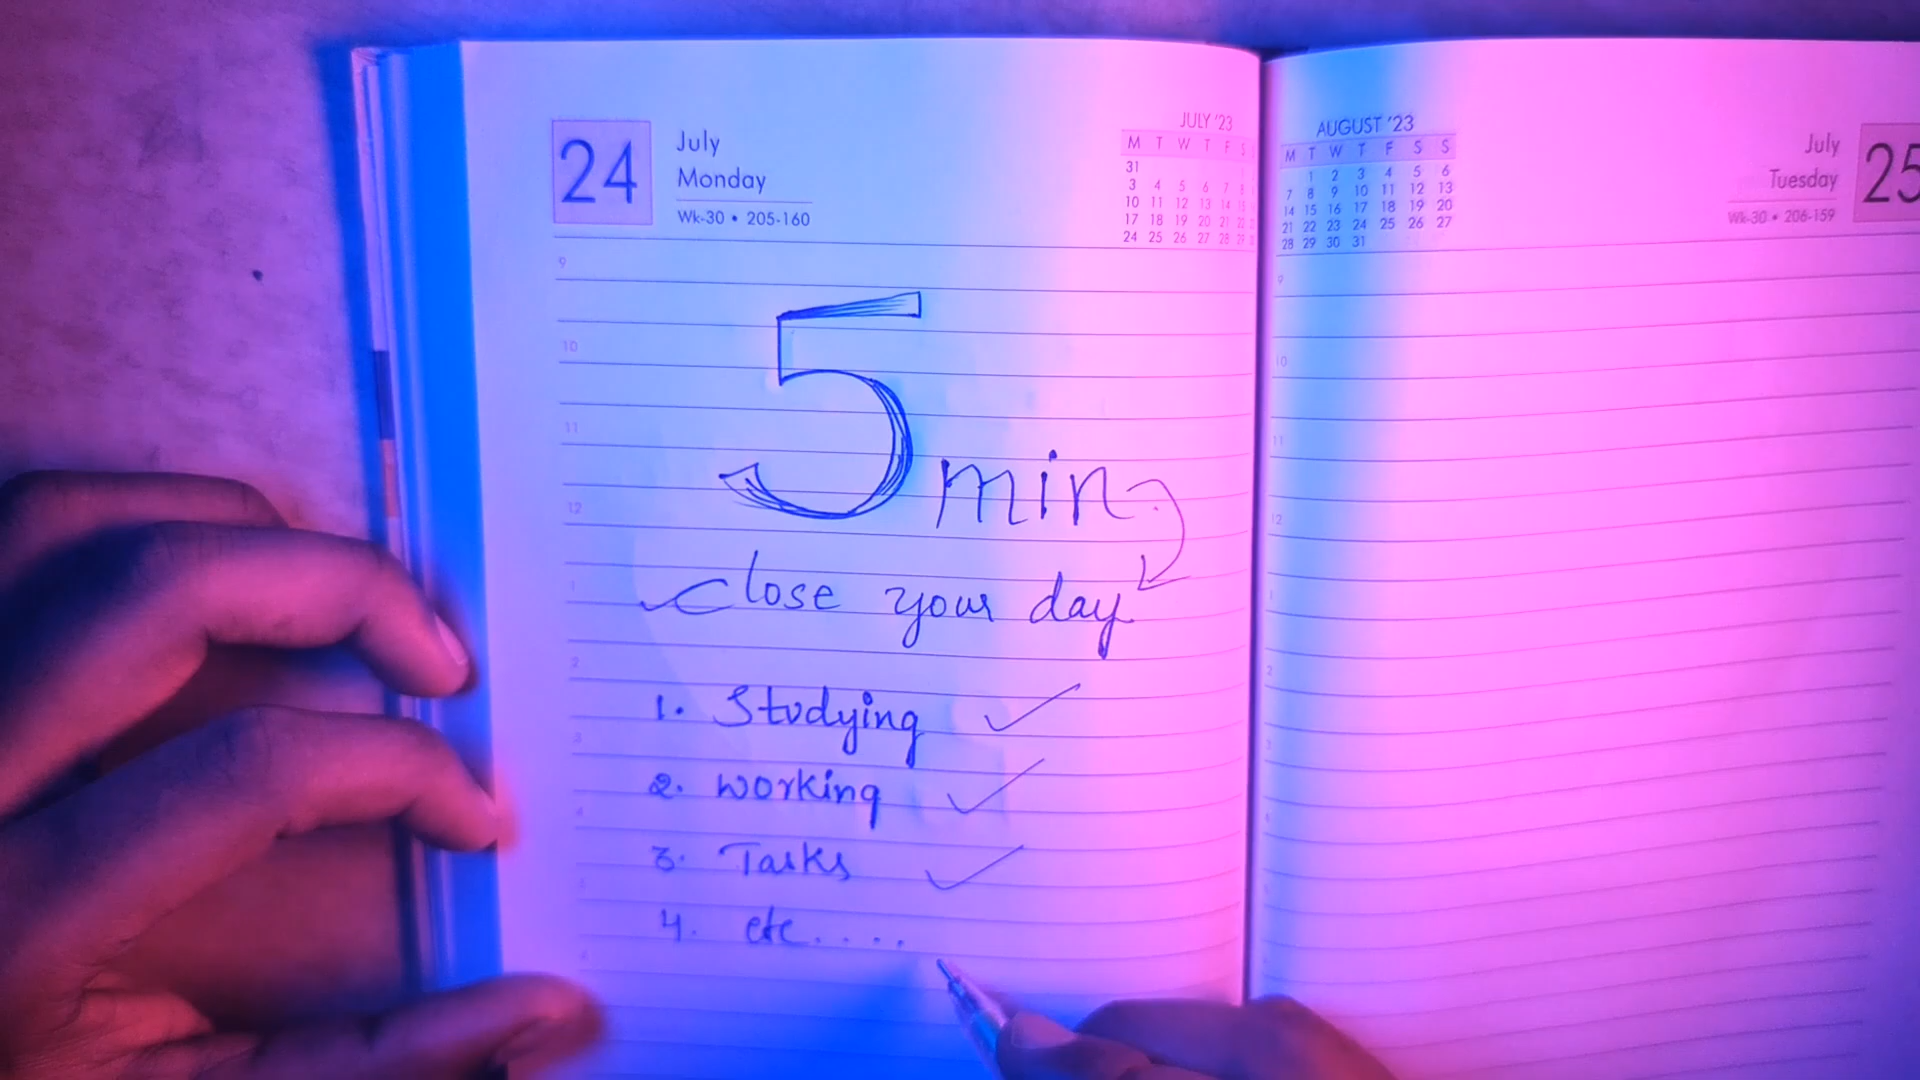 24
July
Monday
Wk-30 • 205-160
JULY '23
M T W T F S
31
3 4 5 6 7 8
10 11 12 13 14 15
17 18 19 20 21 22
24 25 26 27 28 29
9
10
11
12
1
2
3
4
5
6
5 min
close your day
1. Studying ✓
2. working ✓
3. Tasks ✓
4. etc....
AUGUST '23
M T W T F S S
1 2 3 4 5 6
7 8 9 10 11 12 13
14 15 16 17 18 19 20
21 22 23 24 25 26 27
28 29 30 31
July
Tuesday
Wk-30 • 206-159
25
9
10
11
12
1
2
3